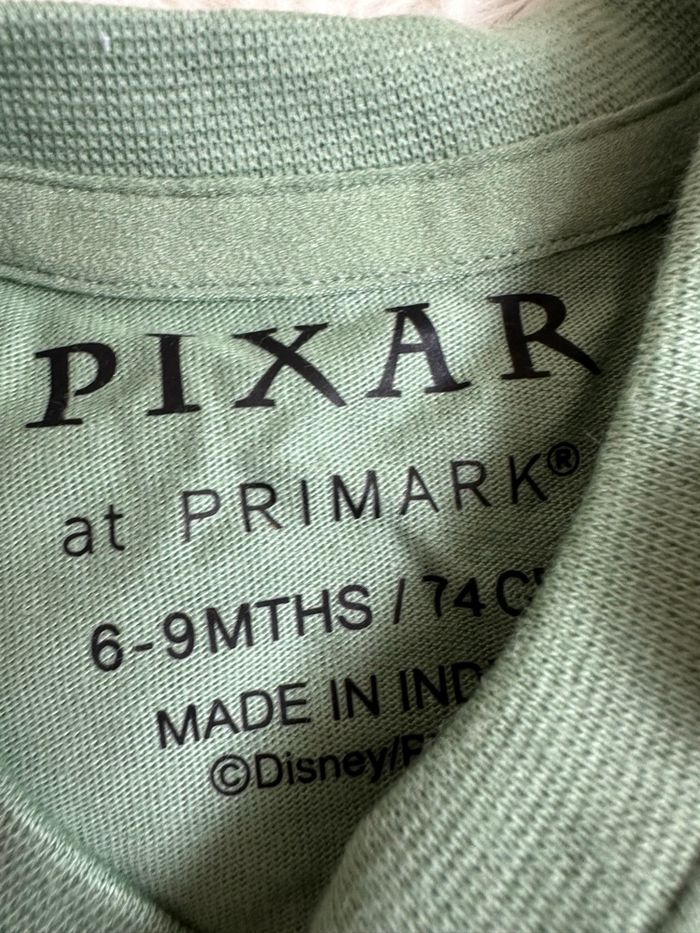 PIXAR
at PRIMARK®
6-9MTHS / 74
MADE IN
©Disney/